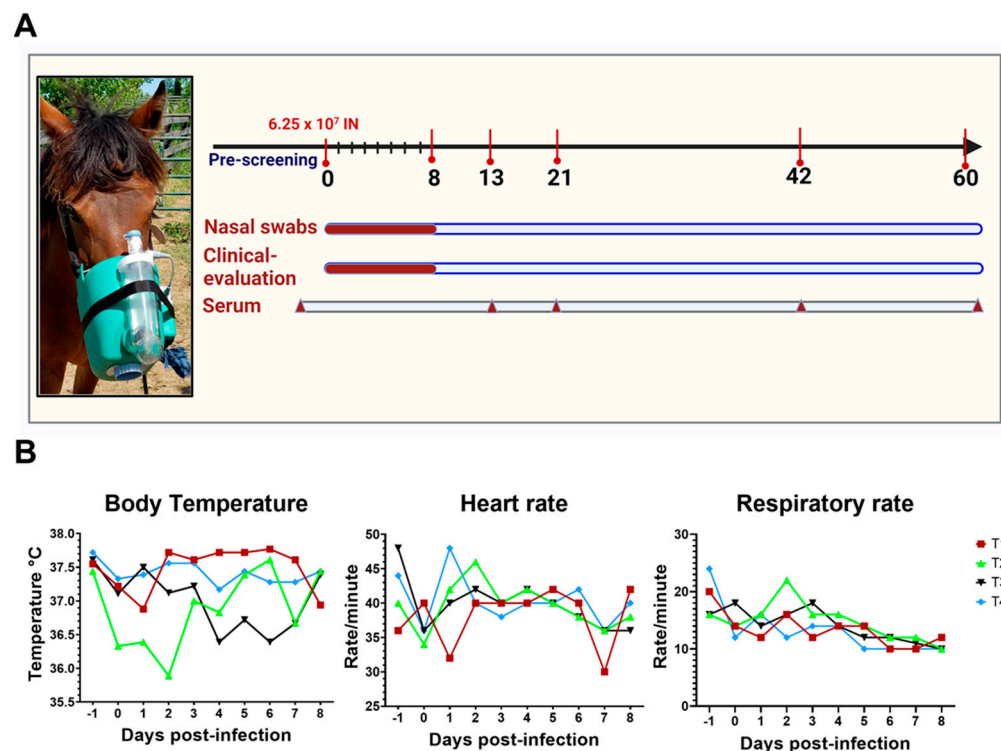 A
6.25 x 10⁷ IN
Pre-screening
0 8 13 21 42 60
Nasal swabs
Clinical-
evaluation
Serum
B
Body Temperature
Temperature °C
38.0
37.5
37.0
36.5
36.0
35.5
-1 0 1 2 3 4 5 6 7 8
Days post-infection
Heart rate
Rate/minute
50
45
40
35
30
25
-1 0 1 2 3 4 5 6 7 8
Days post-infection
Respiratory rate
Rate/minute
30
20
10
0
-1 0 1 2 3 4 5 6 7 8
Days post-infection
T1
T2
T3
T4